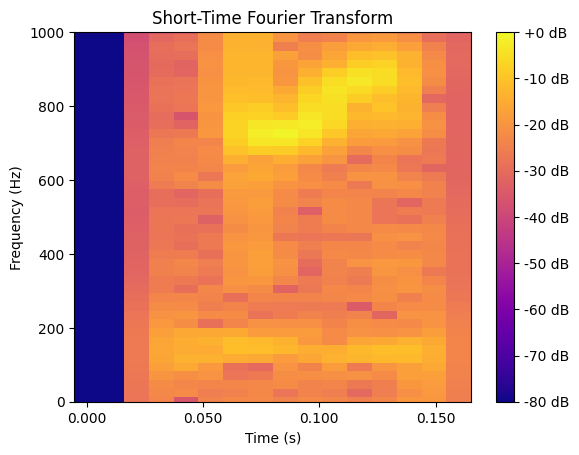 Short-Time Fourier Transform
1000
800
600
400
200
0
Frequency (Hz)
0.000
0.050
0.100
0.150
Time (s)
+0 dB
-10 dB
-20 dB
-30 dB
-40 dB
-50 dB
-60 dB
-70 dB
-80 dB